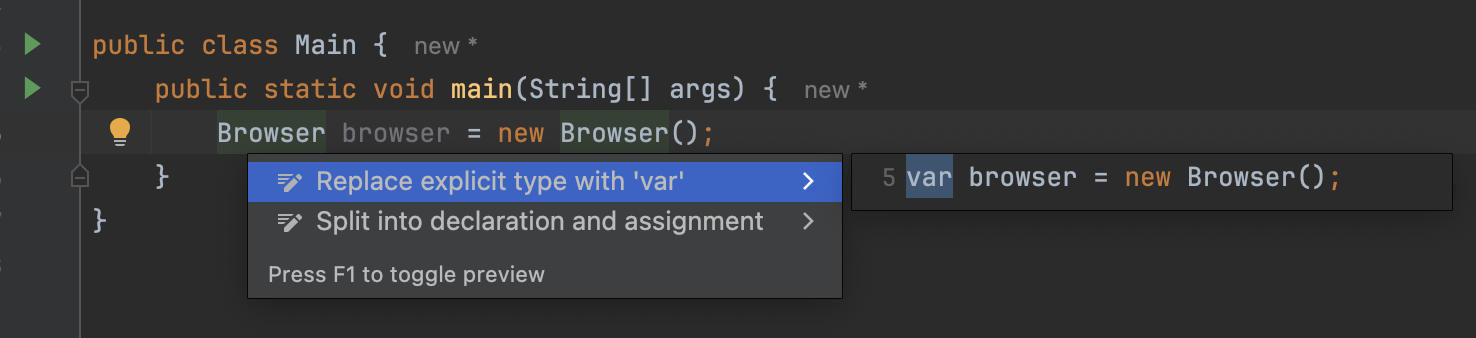 public class Main { new *
public static void main(String[] args) { new *
Browser browser = new Browser();
}
}
Replace explicit type with 'var'
Split into declaration and assignment
Press F1 to toggle preview
5 var browser = new Browser();